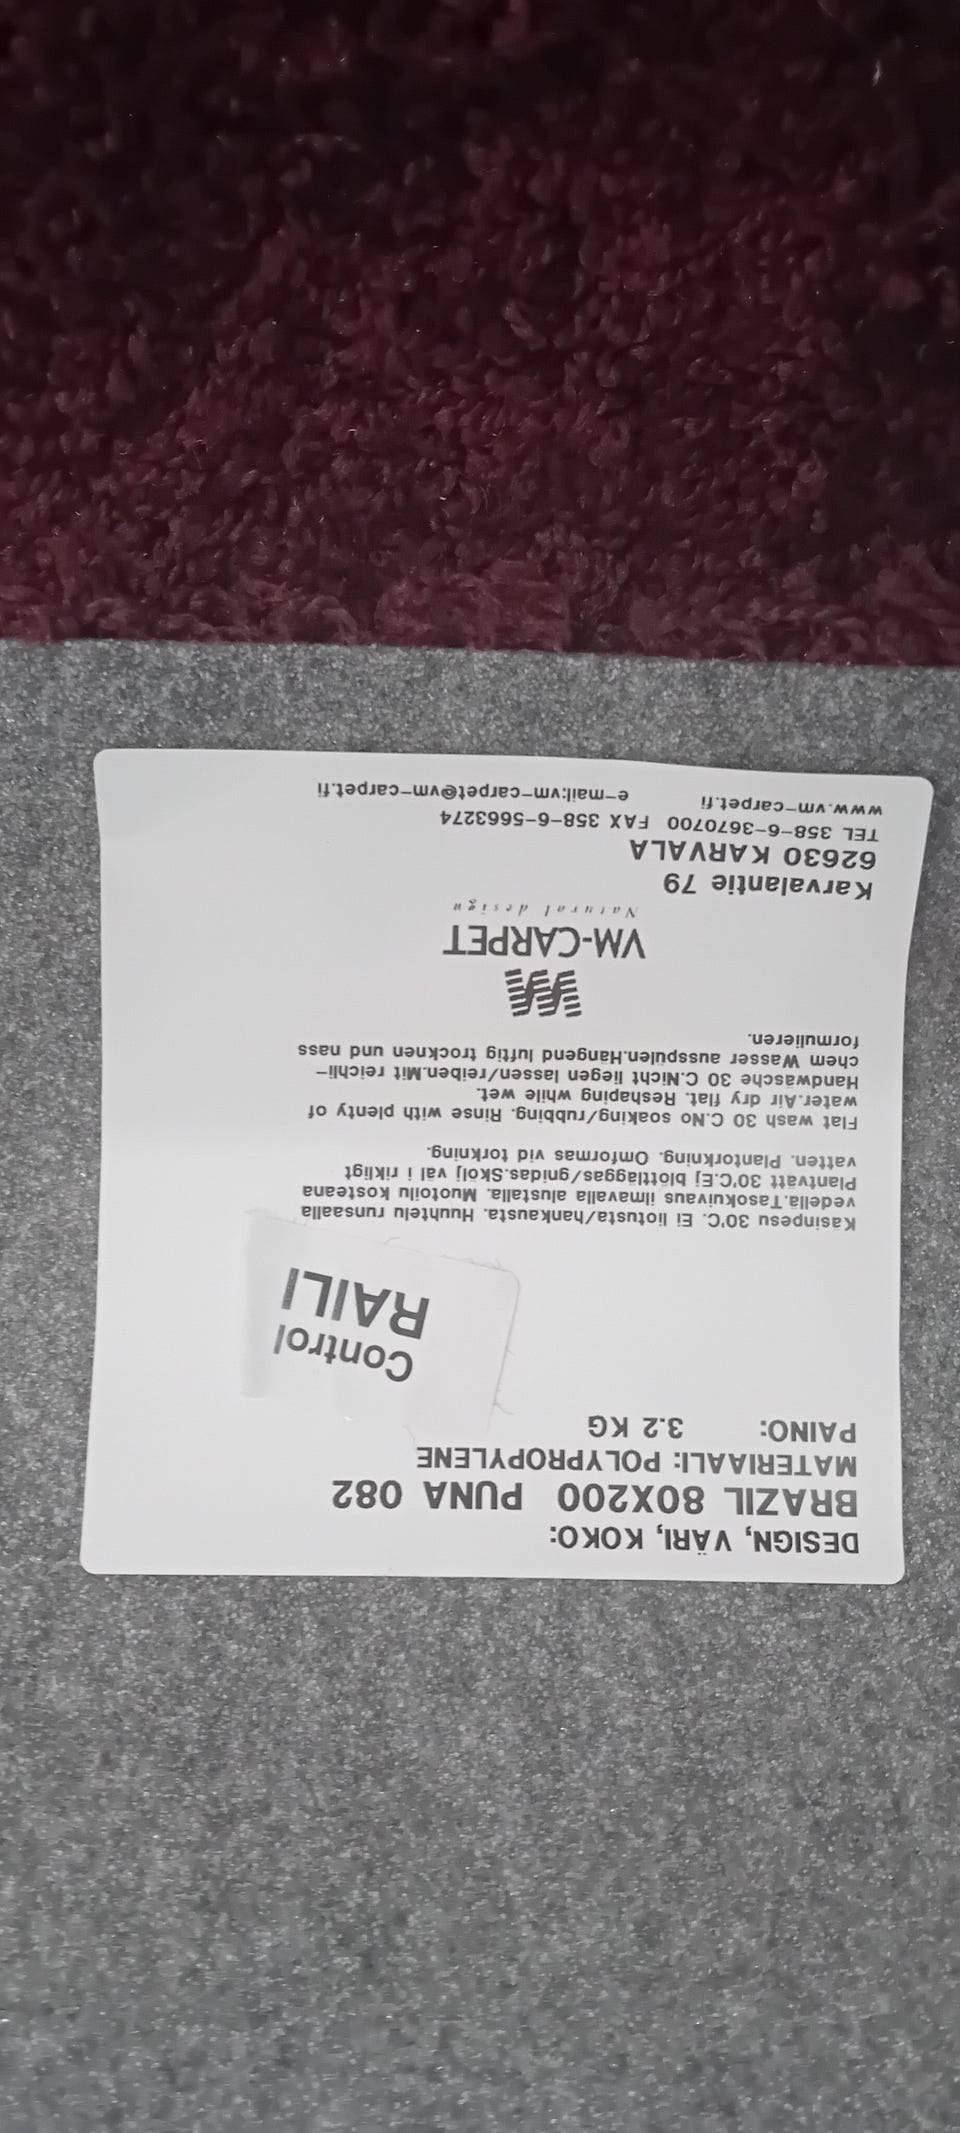 DESIGN, VÄRI, KOKO:
BRAZIL 80X200 PUNA 082
MATERIAALI: POLYPROPYLENE
PAINO: 3.2 KG
Control
RAILI
Käsinpesu 30'C. Ei liotusta/hankausta. Huuhtelu runsaalla
vedellä.Tasokuivaus ilmavalla alustalla. Muotoilu kosteana
Plantvätt 30'C.Ej blötläggas/gnidas.Skölj väl i rikligt
vatten. Plantorkning. Omformas vid torkning.
Flat wash 30 C.No soaking/rubbing. Rinse with plenty of
water.Air dry flat. Reshaping while wet.
Handwäsche 30 C.Nicht liegen lassen/reiben.Mit reichli-
chem Wasser ausspülen.Hängend luftig trocknen und nass
formulieren.
VM-CARPET
Natural design
Karvalantie 79
62630 KARVALA
TEL 358-6-3670700 FAX 358-6-5663274
www.vm-carpet.fi e-mail:vm-carpet@vm-carpet.fi